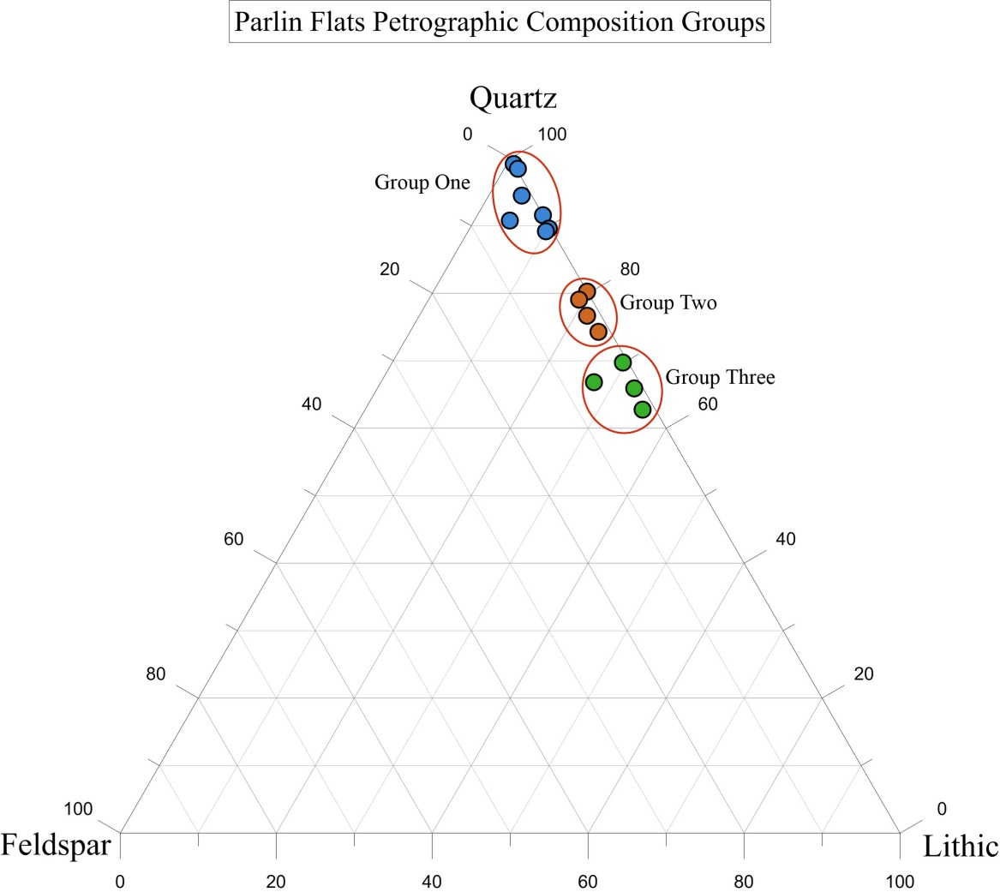 Parlin Flats Petrographic Composition Groups
Quartz
0 100
Group One
20 80
Group Two
Group Three
40 60
60 40
80 20
100 0
Feldspar Lithic
0 20 40 60 80 100